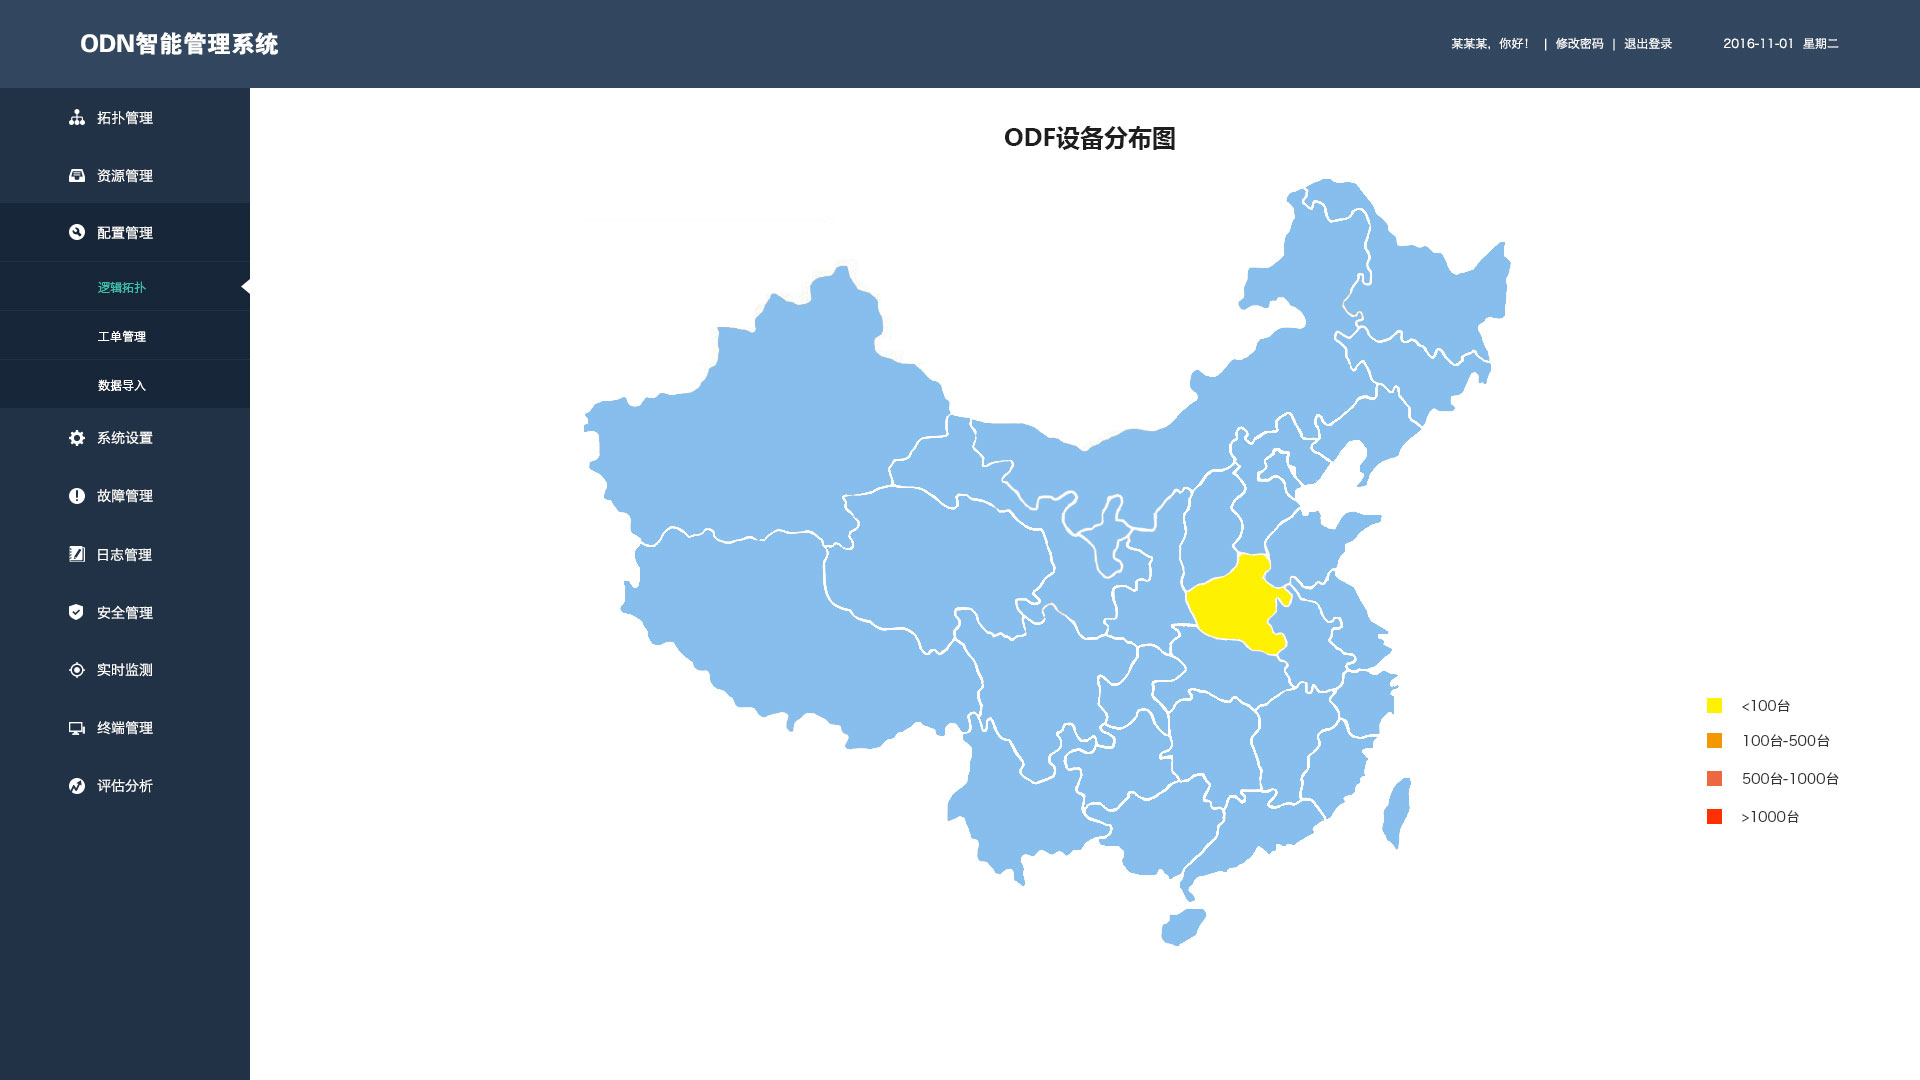 ODN智能管理系统
某某某，你好！ | 修改密码 | 退出登录 2016-11-01 星期二
拓扑管理
资源管理
配置管理
逻辑拓扑
工单管理
数据导入
系统设置
故障管理
日志管理
安全管理
实时监测
终端管理
评估分析
ODF设备分布图
<100台
100台-500台
500台-1000台
>1000台